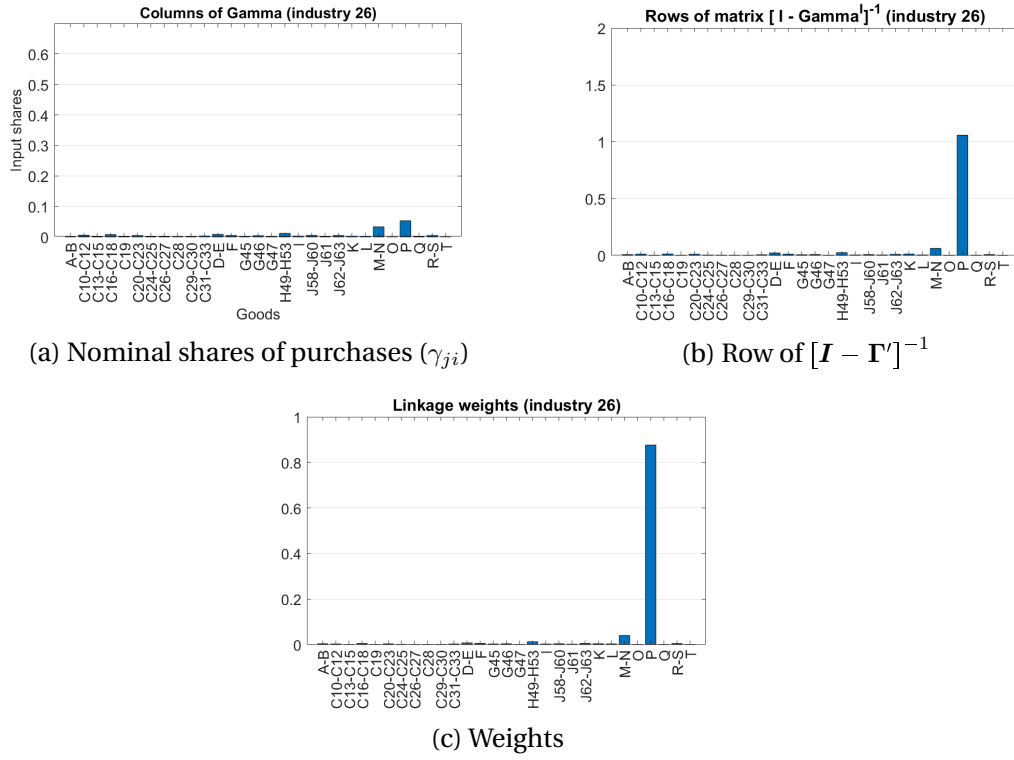 Columns of Gamma (industry 26)
0.6
0.5
0.4
0.3
0.2
0.1
0
Input shares
A-B
C10-C12
C13-C15
C16-C18
C19
C20-C23
C24-C25
C26-C27
C28
C29-C30
C31-C33
D-E
F
G45
G46
G47
H49-H53
I
J58-J60
J61
J62-J63
K
L
M-N
O
P
Q
R-S
T
Goods
(a) Nominal shares of purchases (γji)
Rows of matrix [ I - Gamma^I]^-1 (industry 26)
2
1.5
1
0.5
0
A-B
C10-C12
C13-C15
C16-C18
C19
C20-C23
C24-C25
C26-C27
C28
C29-C30
C31-C33
D-E
F
G45
G46
G47
H49-H53
I
J58-J60
J61
J62-J63
K
L
M-N
O
P
Q
R-S
T
(b) Row of [I − Γ′]⁻¹
Linkage weights (industry 26)
1
0.8
0.6
0.4
0.2
0
A-B
C10-C12
C13-C15
C16-C18
C19
C20-C23
C24-C25
C26-C27
C28
C29-C30
C31-C33
D-E
F
G45
G46
G47
H49-H53
I
J58-J60
J61
J62-J63
K
L
M-N
O
P
Q
R-S
T
(c) Weights